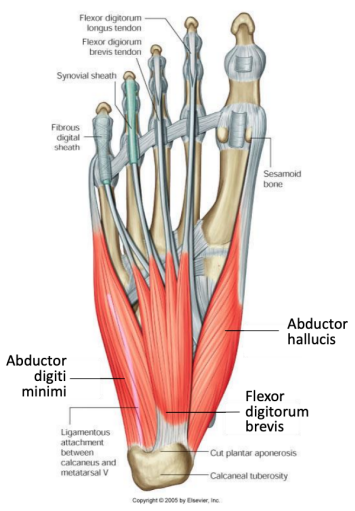 Flexor digitorum
longus tendon
Flexor digiorum
brevis tendon
Synovial sheath
Fibrous
digital
sheath
Sesamoid
bone
Abductor
hallucis
Abductor
digiti
minimi
Flexor
digitorum
brevis
Ligamentous
attachment
between
calcaneus and
metatarsal V
Cut plantar aponerosis
Calcaneal tuberosity
Copyright © 2005 by Elsevier, Inc.